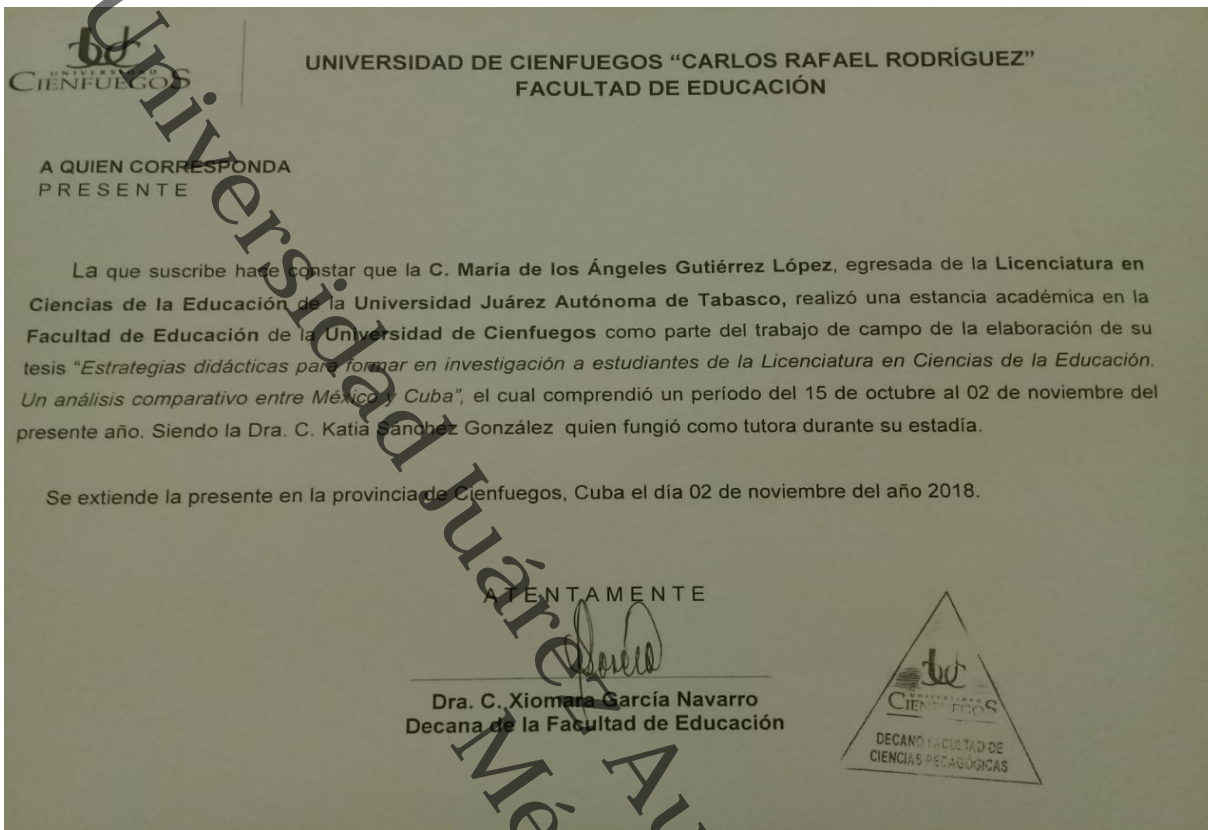 UNIVERSIDAD
CIENFUEGOS
UNIVERSIDAD DE CIENFUEGOS “CARLOS RAFAEL RODRÍGUEZ”
FACULTAD DE EDUCACIÓN
A QUIEN CORRESPONDA
P R E S E N T E
La que suscribe hace constar que la C. María de los Ángeles Gutiérrez López, egresada de la Licenciatura en
Ciencias de la Educación de la Universidad Juárez Autónoma de Tabasco, realizó una estancia académica en la
Facultad de Educación de la Universidad de Cienfuegos como parte del trabajo de campo de la elaboración de su
tesis “Estrategias didácticas para formar en investigación a estudiantes de la Licenciatura en Ciencias de la Educación.
Un análisis comparativo entre México y Cuba”, el cual comprendió un período del 15 de octubre al 02 de noviembre del
presente año. Siendo la Dra. C. Katia Sánchez González quien fungió como tutora durante su estadía.
Se extiende la presente en la provincia de Cienfuegos, Cuba el día 02 de noviembre del año 2018.
A T E N T A M E N T E
Dra. C. Xiomara García Navarro
Decana de la Facultad de Educación
UNIVERSIDAD
CIENFUEGOS
DECANO FACULTAD DE
CIENCIAS PEDAGÓGICAS
Universidad Juárez Au
Mé